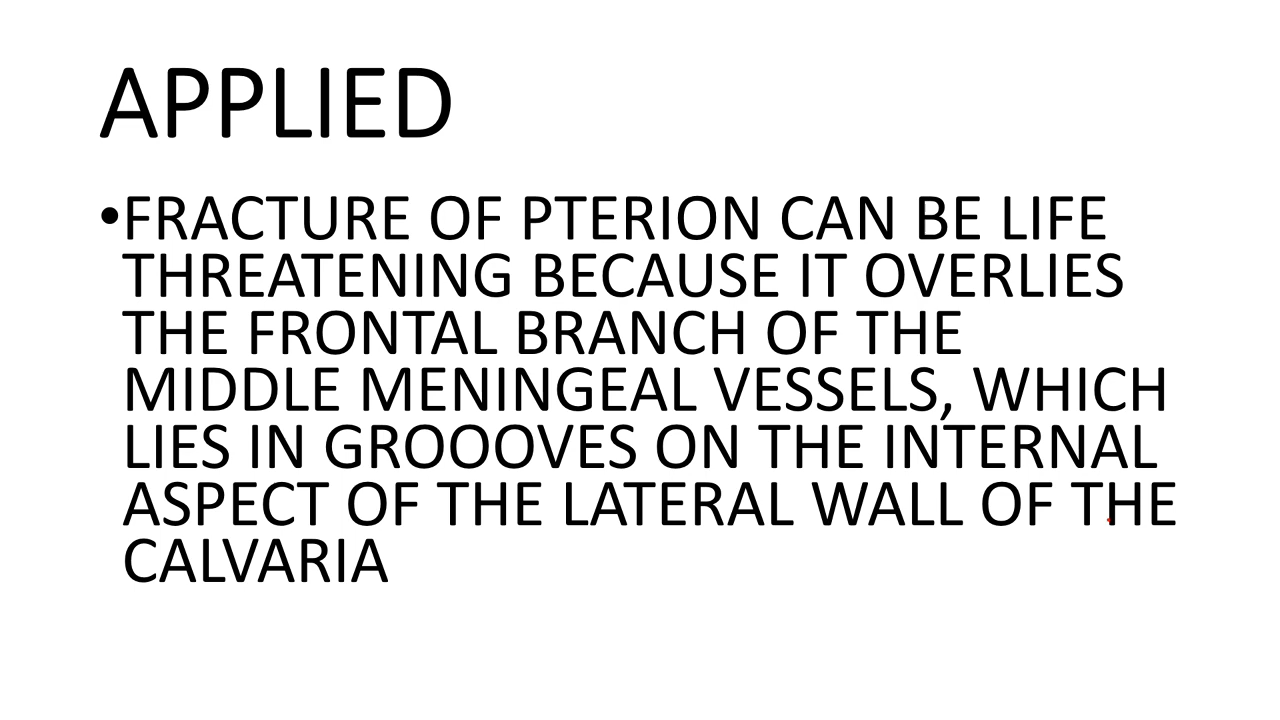 APPLIED
•FRACTURE OF PTERION CAN BE LIFE
THREATENING BECAUSE IT OVERLIES
THE FRONTAL BRANCH OF THE
MIDDLE MENINGEAL VESSELS, WHICH
LIES IN GROOOVES ON THE INTERNAL
ASPECT OF THE LATERAL WALL OF THE
CALVARIA